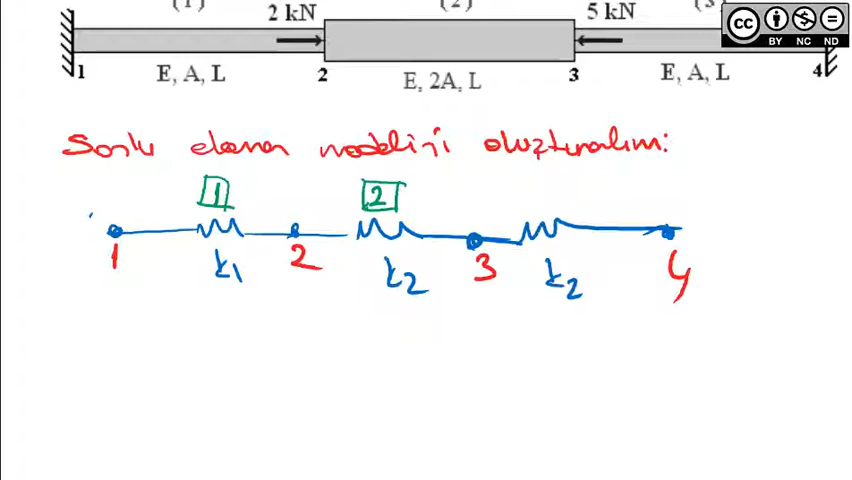 (1) (2) (3
2 kN 5 kN
CC BY NC ND
1 2 3 4
E, A, L E, 2A, L E, A, L
Sonlu eleman modelini oluşturalım:
1 2
1 2 3 4
k1 k2 k2